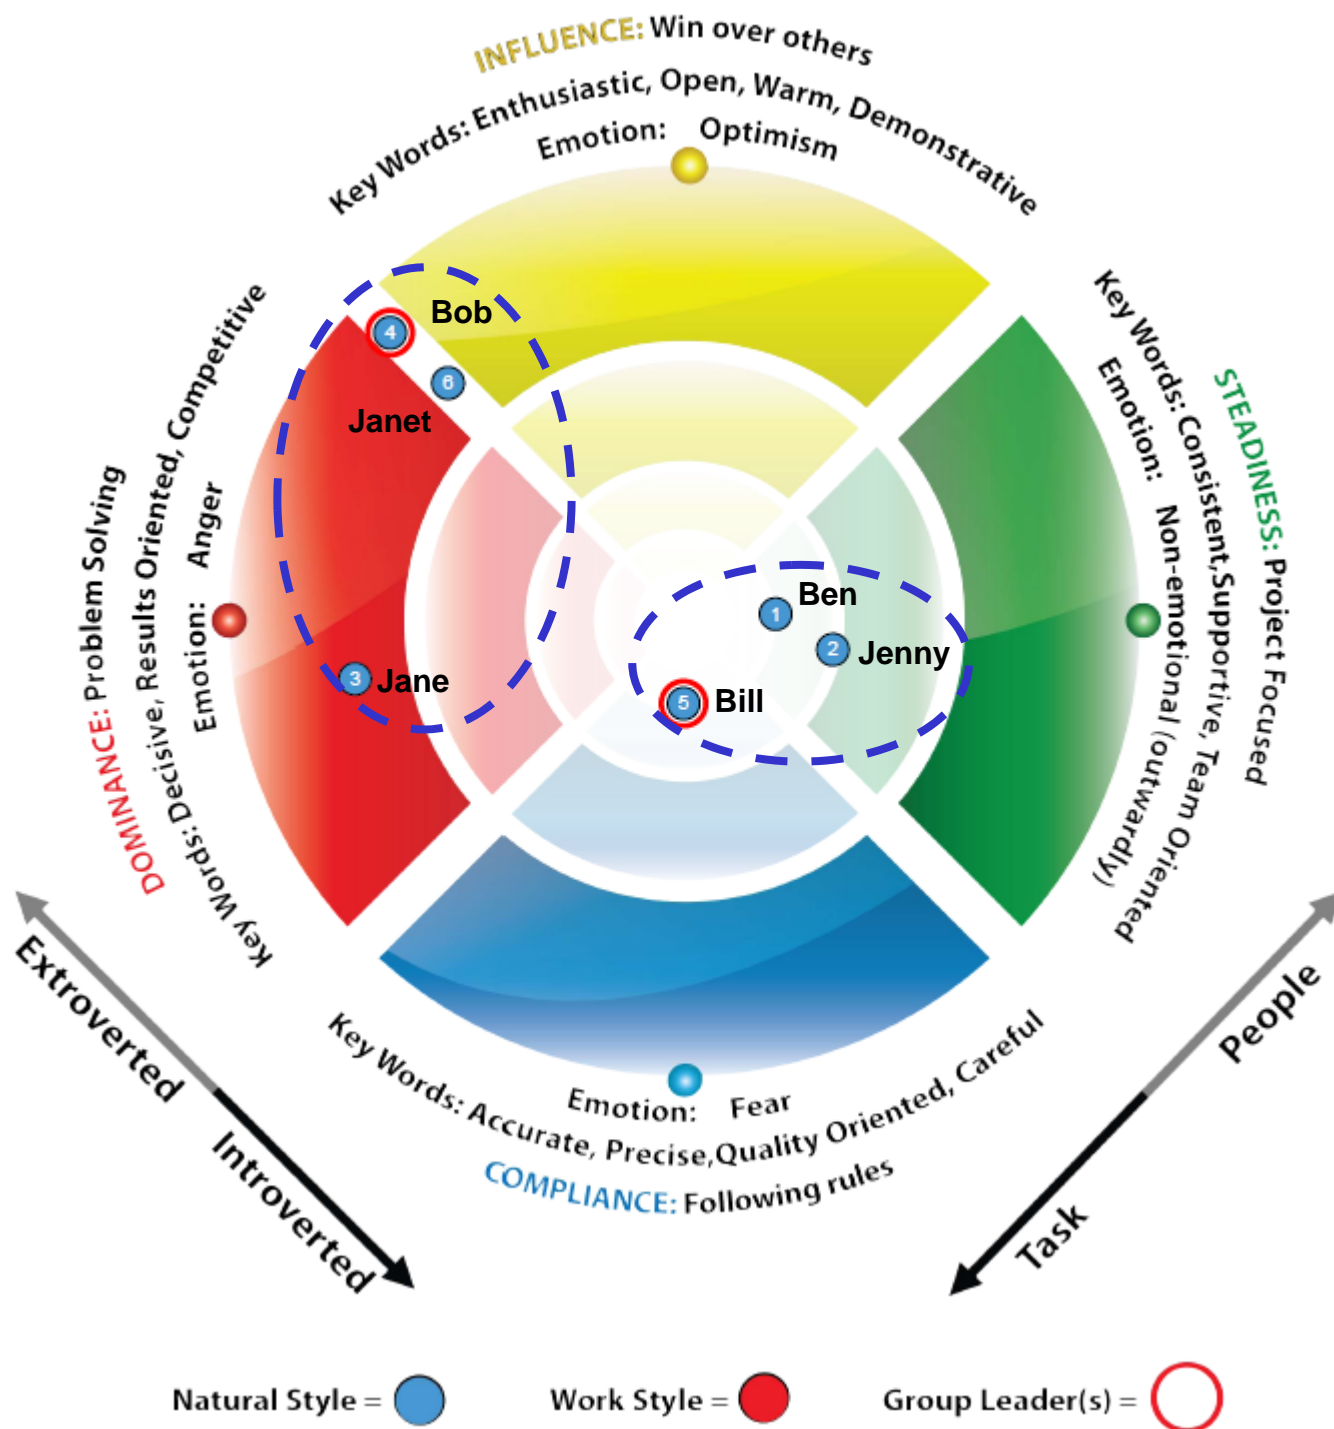 INFLUENCE: Win over others
Key Words: Enthusiastic, Open, Warm, Demonstrative
Emotion: Optimism
DOMINANCE: Problem Solving
Key Words: Decisive, Results Oriented, Competitive
Emotion: Anger
STEADINESS: Project Focused
Key Words: Consistent,Supportive, Team Oriented
Emotion: Non-emotional (outwardly)
4 Bob
6
Janet
3 Jane
1 Ben
2 Jenny
5 Bill
Emotion: Fear
Key Words: Accurate, Precise,Quality Oriented, Careful
COMPLIANCE: Following rules
Extroverted
Introverted
People
Task
Natural Style =
Work Style =
Group Leader(s) =